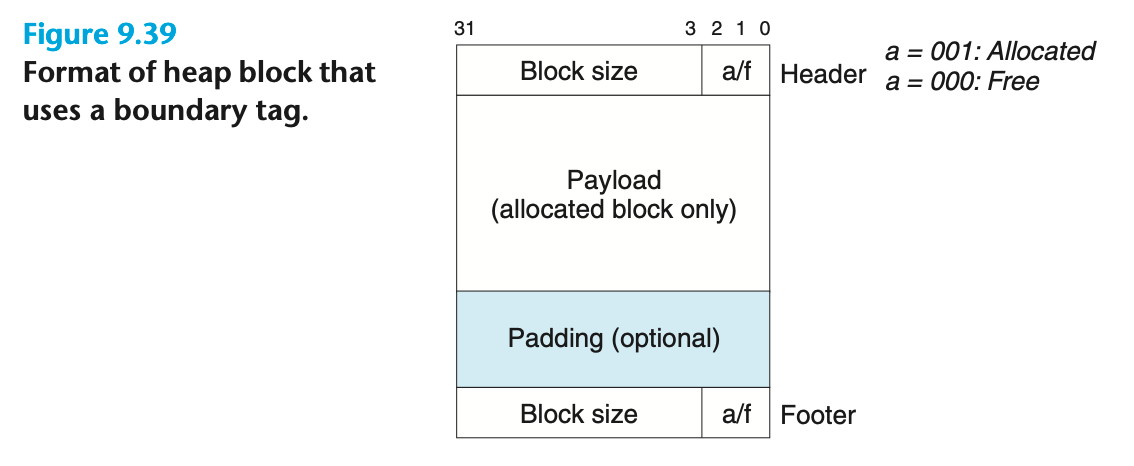 Figure 9.39
Format of heap block that
uses a boundary tag.
31 3 2 1 0
Block size a/f Header
a = 001: Allocated
a = 000: Free
Payload
(allocated block only)
Padding (optional)
Block size a/f Footer